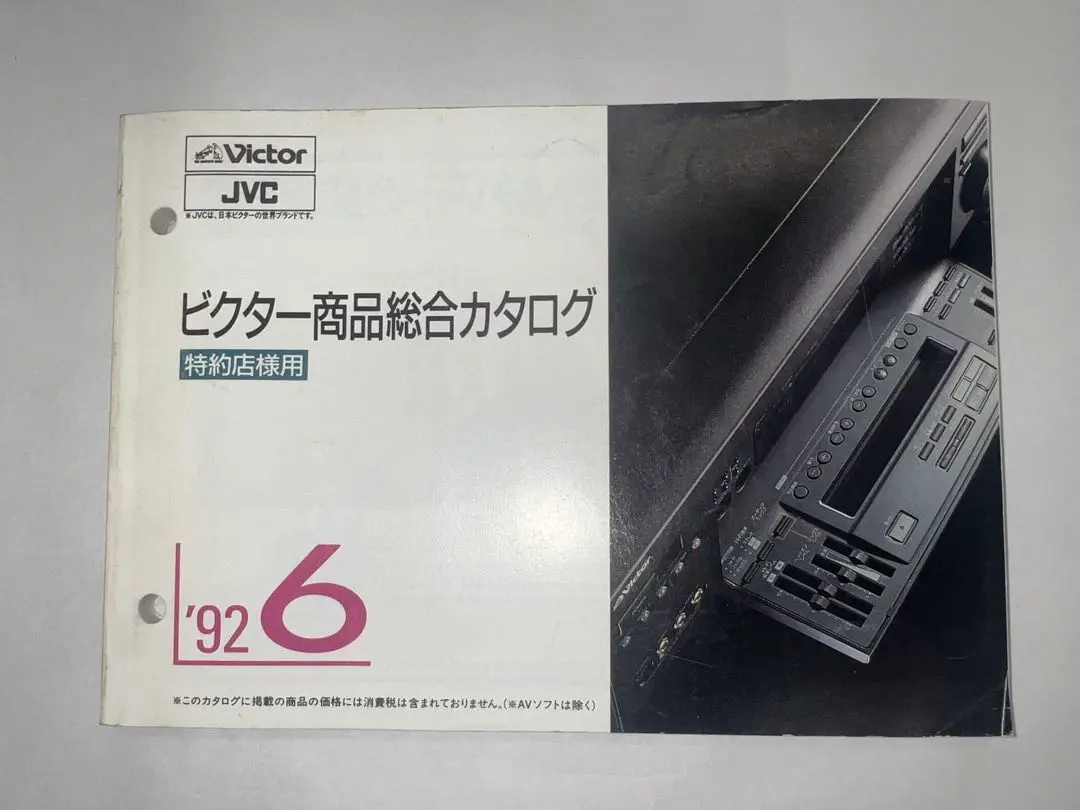 Victor
JVC
※JVCは、日本ビクターの世界ブランドです。
ビクター商品総合カタログ
特約店様用
'92 6
※このカタログに掲載の商品の価格には消費税は含まれておりません。(※AVソフトは除く)
Victor